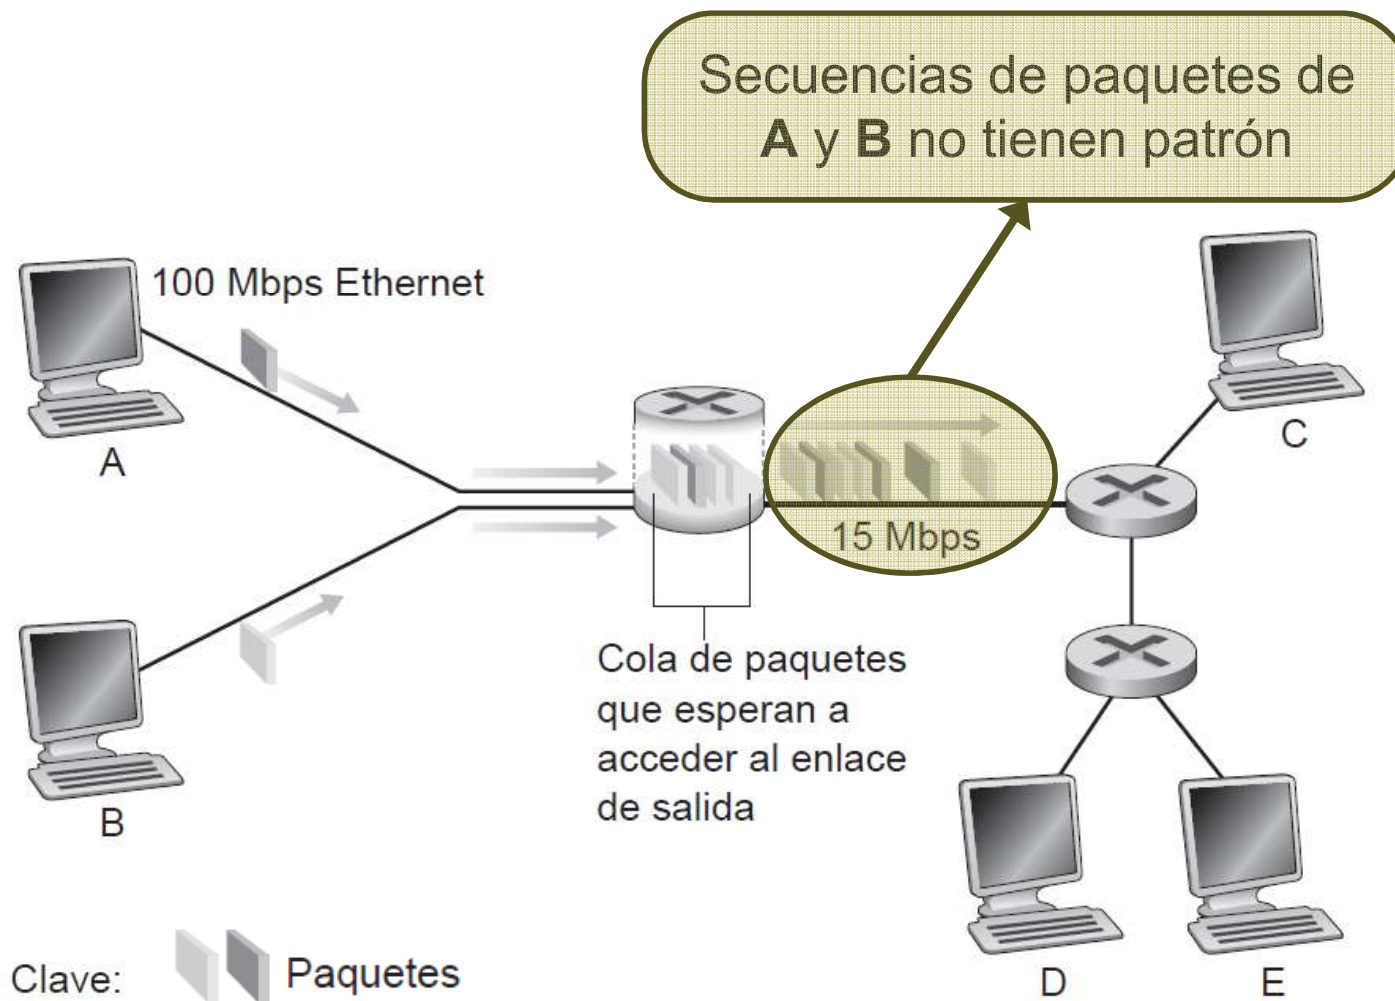 Secuencias de paquetes de
A y B no tienen patrón
100 Mbps Ethernet
A
C
15 Mbps
B
Cola de paquetes
que esperan a
acceder al enlace
de salida
D
E
Clave:
Paquetes